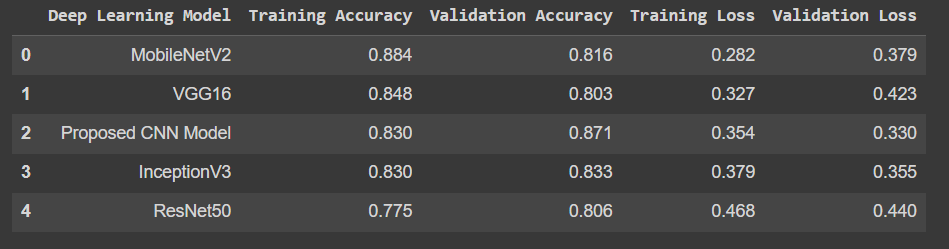 Deep Learning Model Training Accuracy Validation Accuracy Training Loss Validation Loss
0 MobileNetV2 0.884 0.816 0.282 0.379
1 VGG16 0.848 0.803 0.327 0.423
2 Proposed CNN Model 0.830 0.871 0.354 0.330
3 InceptionV3 0.830 0.833 0.379 0.355
4 ResNet50 0.775 0.806 0.468 0.440